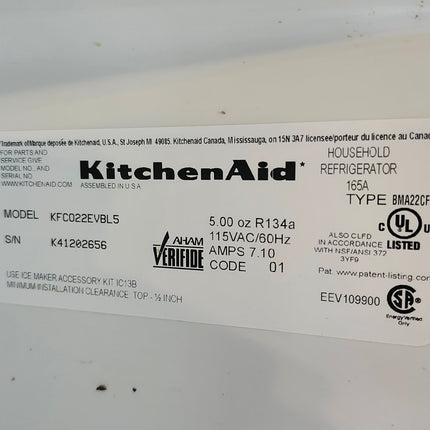 *Trademark of/Marque deposée de Kitchenaid, U.S.A., St Joseph MI 49085. Kitchenaid Canada, Mississauga, on 15N 3A7 licensee/porteur du licence au Canad
FOR PARTS AND
SERVICE GIVE
MODEL NO., AND
SERIAL NO.
WWW.KITCHENAID.COM
KitchenAid*
ASSEMBLED IN U.S.A
HOUSEHOLD
REFRIGERATOR
165A
TYPE BMA22CF
MODEL KFCO22EVBL5
S/N K41202656
AHAM
VERIFIDE
5.00 oz R134a
115VAC/60Hz
AMPS 7.10
CODE 01
C UL
ALSO CLFD
IN ACCORDANCE LISTED
WITH NSF/ANSI 372
3YF9
Pat. www.patent-listing.com
USE ICE MAKER ACCESSORY KIT IC13B
MINIMUM INSTALLATION CLEARANCE: TOP - ½ INCH
EEV109900
SA
Energy Verified
Only